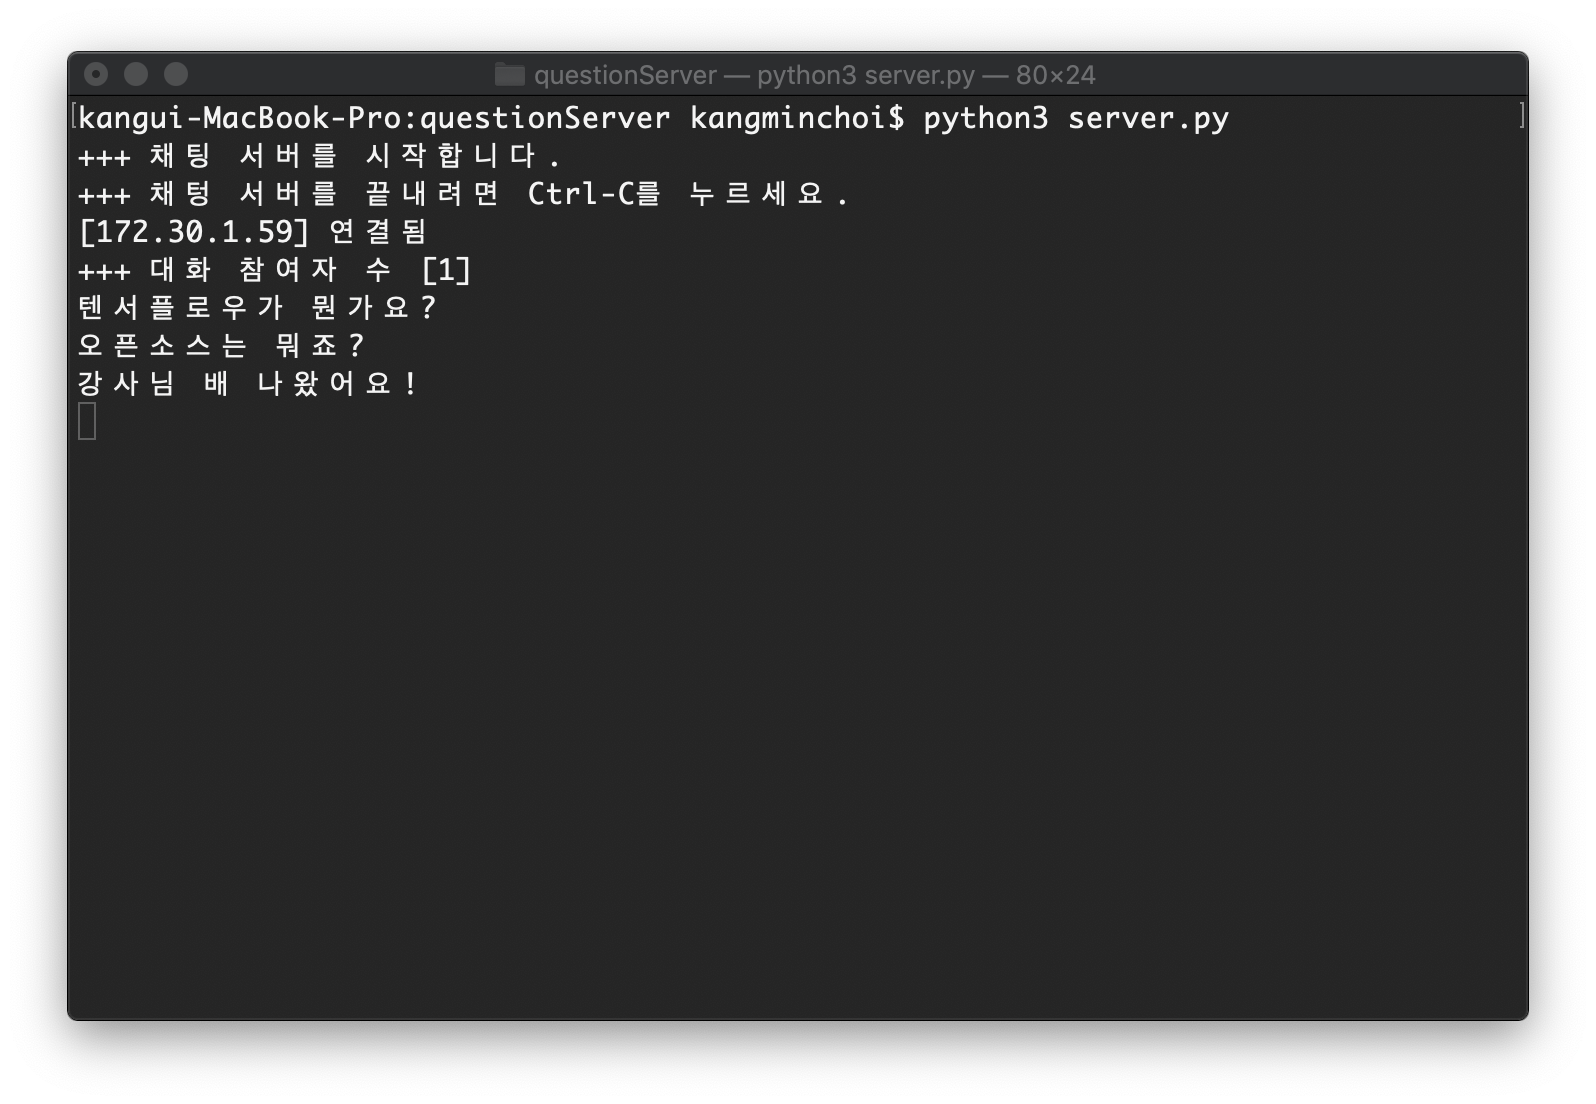 questionServer — python3 server.py — 80×24
[kangui-MacBook-Pro:questionServer kangminchoi$ python3 server.py ]
+++ 채팅 서버를 시작합니다.
+++ 채텅 서버를 끝내려면 Ctrl-C를 누르세요.
[172.30.1.59] 연결됨
+++ 대화 참여자 수 [1]
텐서플로우가 뭔가요?
오픈소스는 뭐죠?
강사님 배 나왔어요!